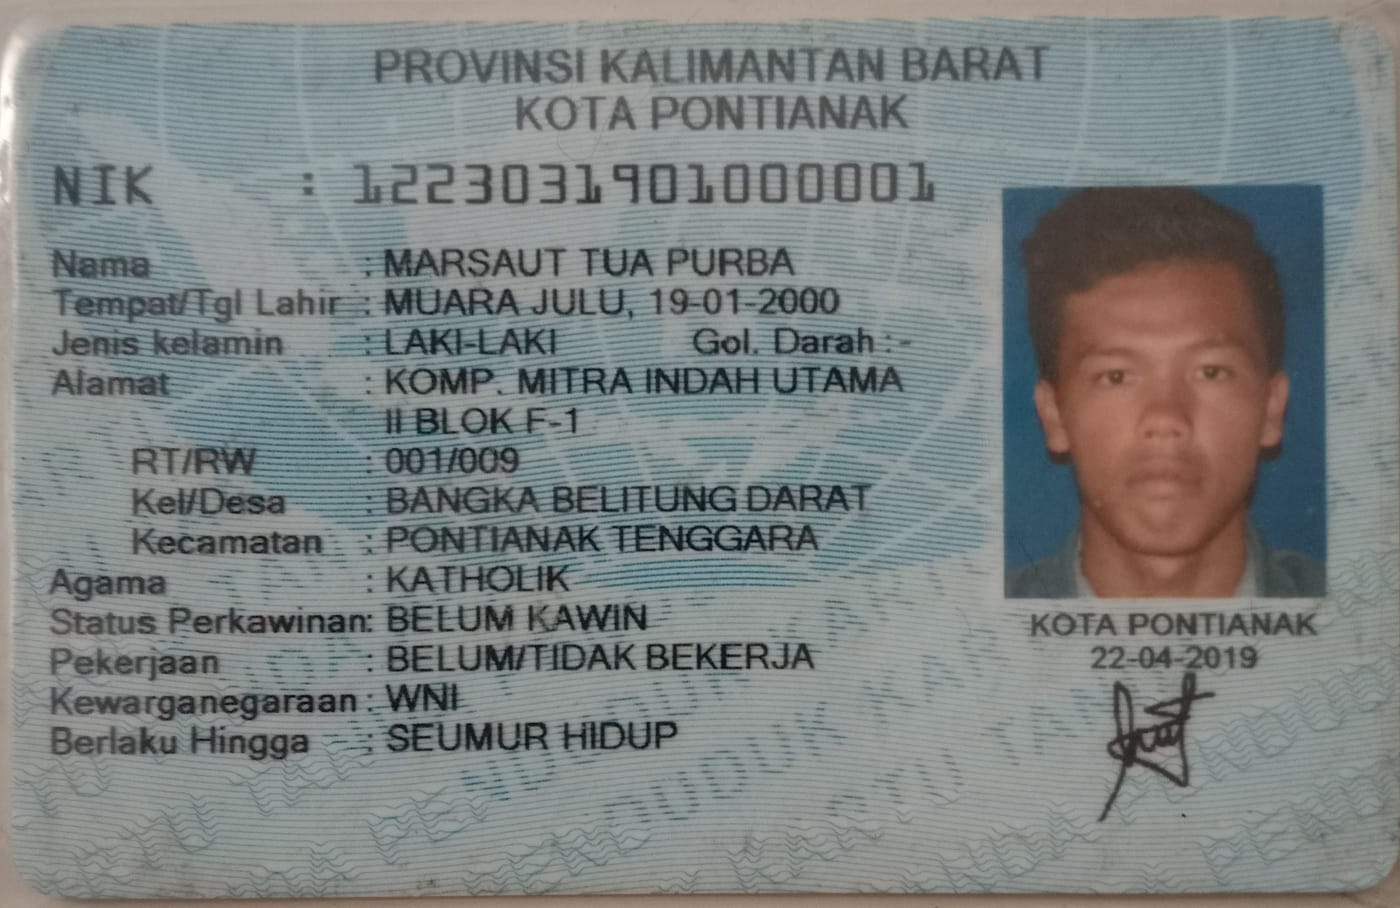 PROVINSI KALIMANTAN BARAT
KOTA PONTIANAK
NIK : 1223031901000001
Nama : MARSAUT TUA PURBA
Tempat/Tgl Lahir : MUARA JULU, 19-01-2000
Jenis kelamin : LAKI-LAKI Gol. Darah : -
Alamat : KOMP. MITRA INDAH UTAMA
II BLOK F-1
RT/RW : 001/009
Kel/Desa : BANGKA BELITUNG DARAT
Kecamatan : PONTIANAK TENGGARA
Agama : KATHOLIK
Status Perkawinan: BELUM KAWIN
Pekerjaan : BELUM/TIDAK BEKERJA
Kewarganegaraan : WNI
Berlaku Hingga : SEUMUR HIDUP
KOTA PONTIANAK
22-04-2019